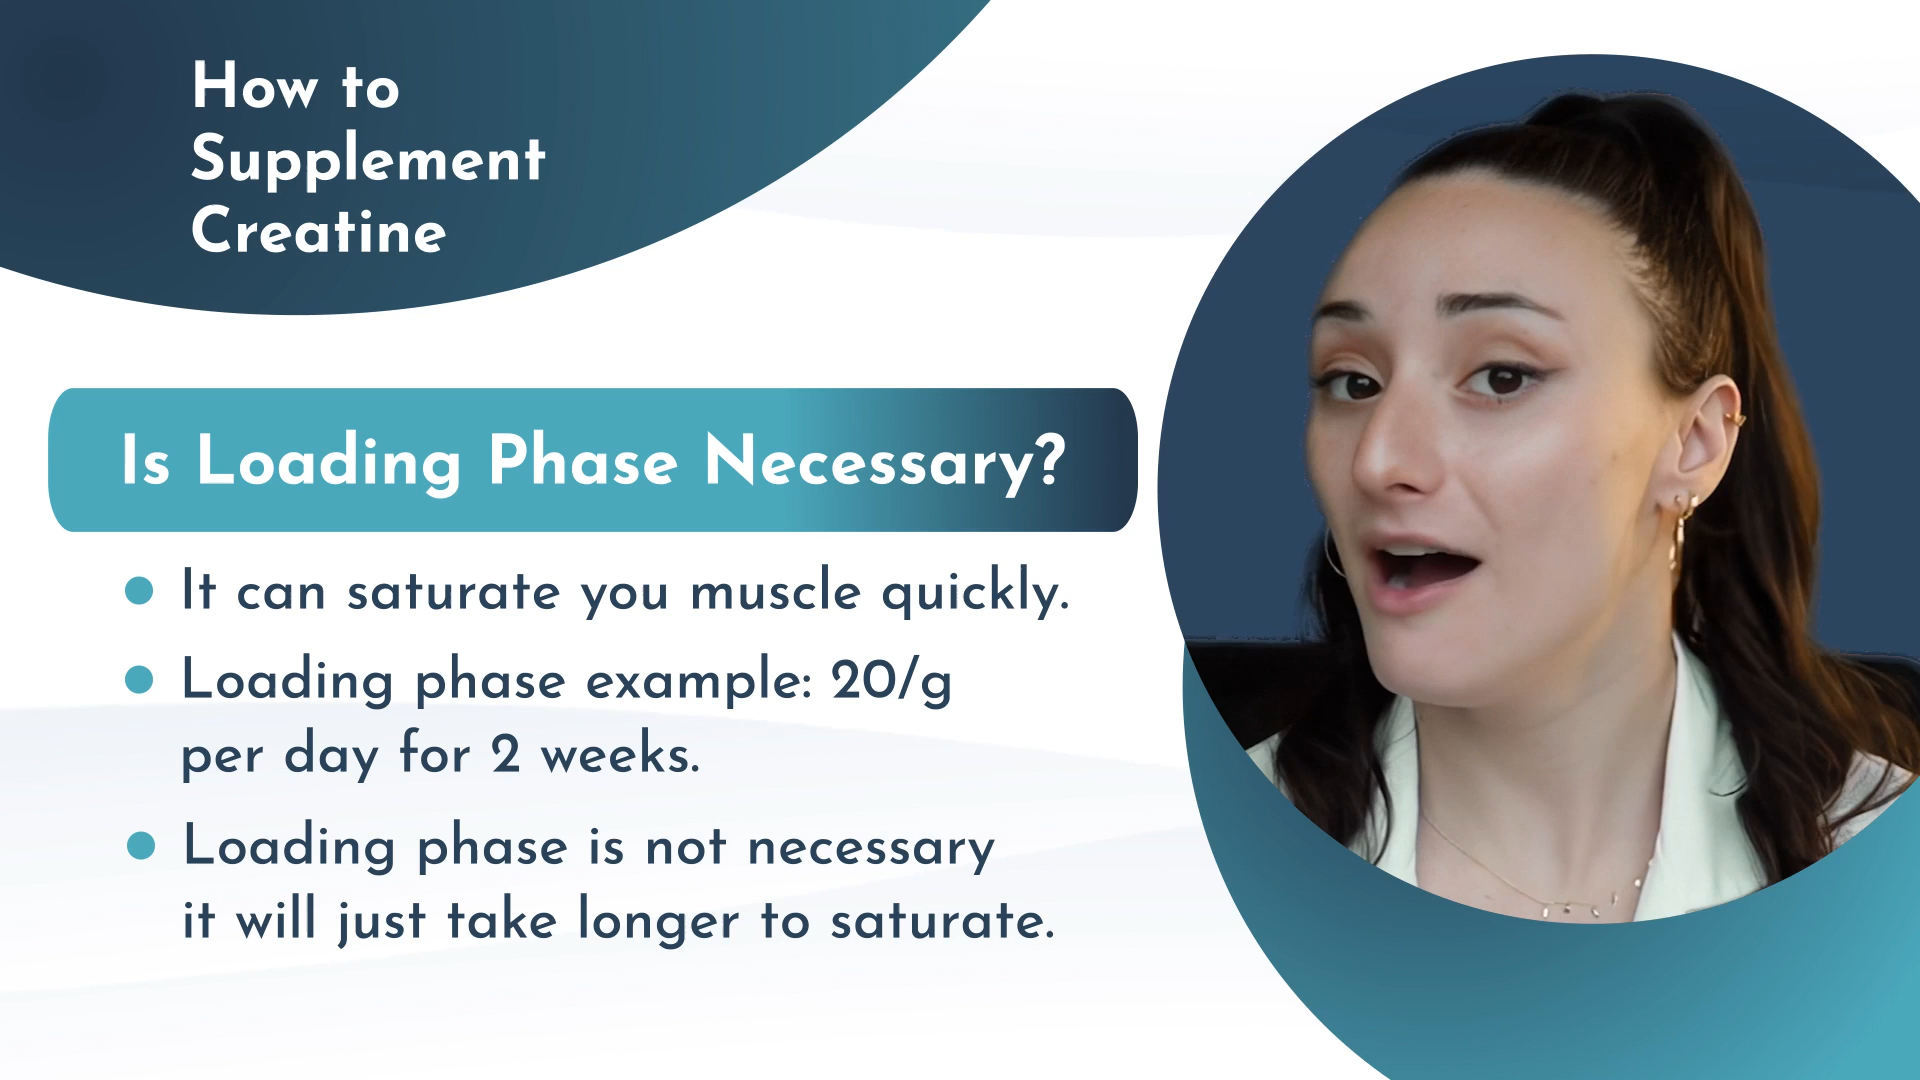 How to
Supplement
Creatine
Is Loading Phase Necessary?
It can saturate you muscle quickly.
Loading phase example: 20/g
per day for 2 weeks.
Loading phase is not necessary
it will just take longer to saturate.